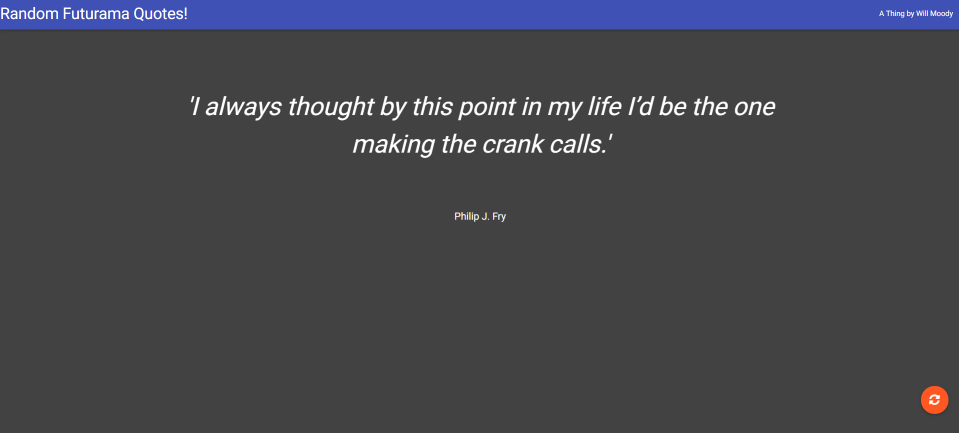 Random Futurama Quotes!
A Thing by Will Moody
'I always thought by this point in my life I’d be the one
making the crank calls.'
Philip J. Fry